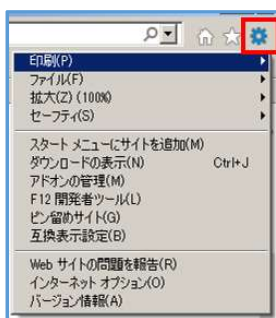 印刷(P)
ファイル(F)
拡大(Z) (100%)
セーフティ(S)
スタート メニューにサイトを追加(M)
ダウンロードの表示(N) Ctrl+J
アドオンの管理(M)
F12 開発者ツール(L)
ピン留めサイト(G)
互換表示設定(B)
Web サイトの問題を報告(R)
インターネット オプション(O)
バージョン情報(A)